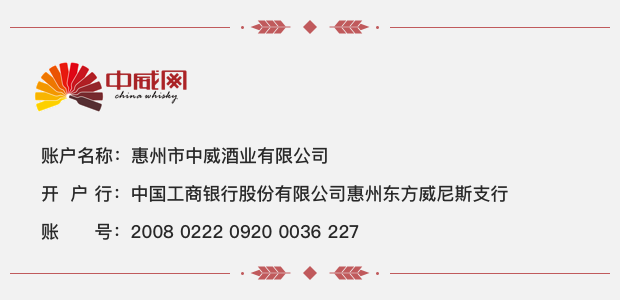 中威网
china whisky
账户名称：惠州市中威酒业有限公司
开 户 行：中国工商银行股份有限公司惠州东方威尼斯支行
账 号：2008 0222 0920 0036 227